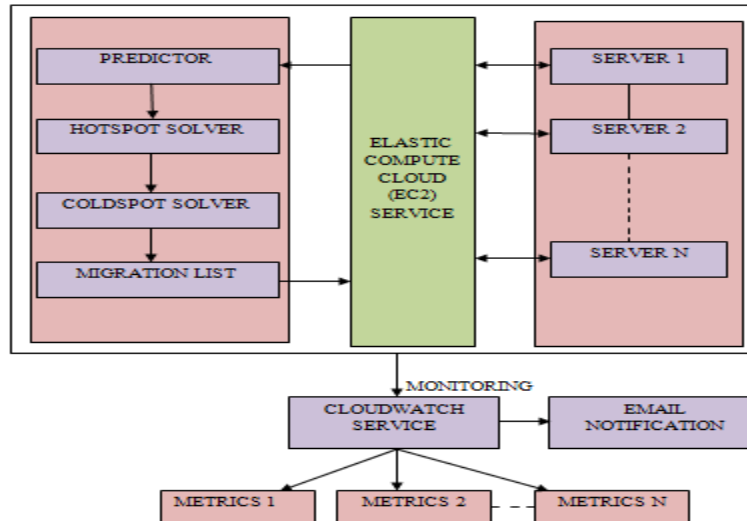 PREDICTOR
HOTSPOT SOLVER
COLDSPOT SOLVER
MIGRATION LIST
ELASTIC
COMPUTE
CLOUD
(EC2)
SERVICE
SERVER 1
SERVER 2
SERVER N
MONITORING
CLOUDWATCH
SERVICE
EMAIL
NOTIFICATION
METRICS 1
METRICS 2
METRICS N